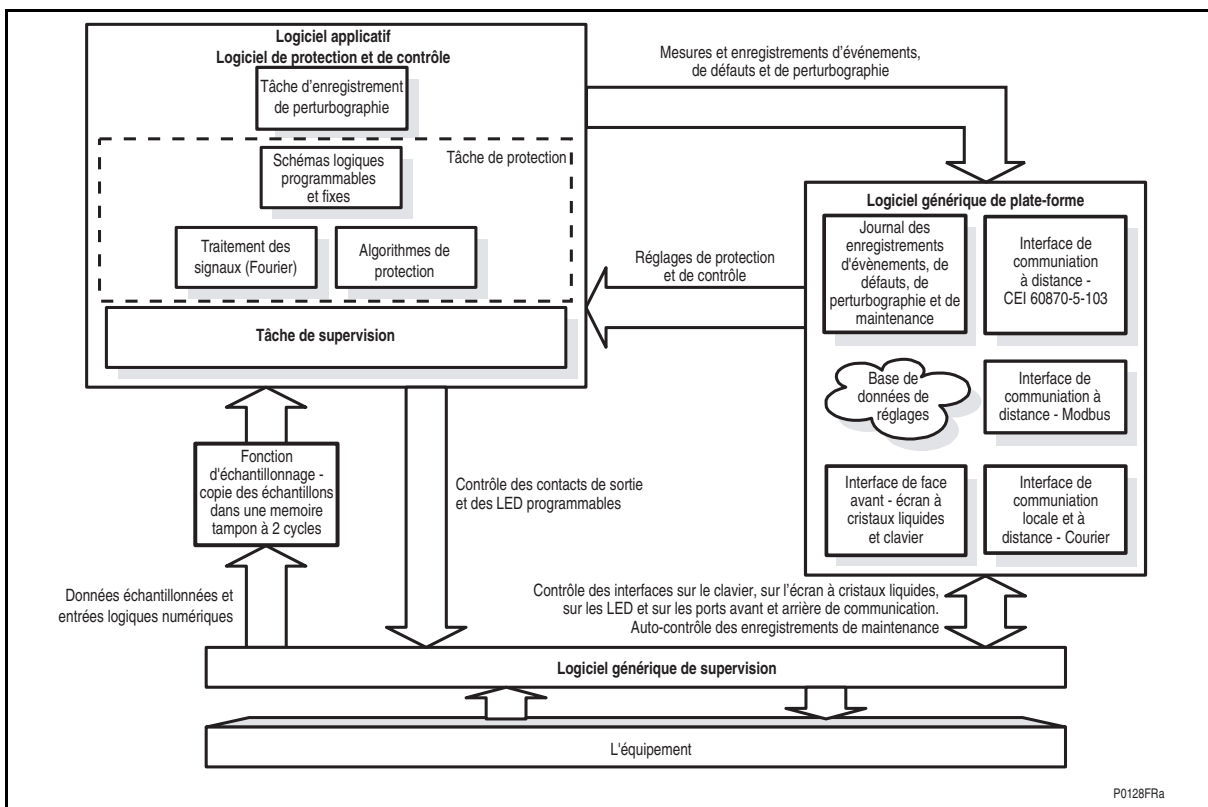 Logiciel applicatif
Logiciel de protection et de contrôle
Tâche d'enregistrement
de perturbographie
Tâche de protection
Schémas logiques
programmables
et fixes
Traitement des
signaux (Fourier)
Algorithmes de
protection
Tâche de supervision
Mesures et enregistrements d'événements,
de défauts et de perturbographie
Réglages de protection
et de contrôle
Logiciel générique de plate-forme
Journal des
enregistrements
d'évènements, de
défauts, de
perturbographie et de
maintenance
Interface de
communication
à distance -
CEI 60870-5-103
Base de
données de
réglages
Interface de
communiation à
distance - Modbus
Interface de face
avant - écran à
cristaux liquides
et clavier
Interface de
communication
locale et à
distance - Courier
Fonction
d'échantillonnage -
copie des échantillons
dans une memoire
tampon à 2 cycles
Contrôle des contacts de sortie
et des LED programmables
Données échantillonnées et
entrées logiques numériques
Contrôle des interfaces sur le clavier, sur l'écran à cristaux liquides,
sur les LED et sur les ports avant et arrière de communication.
Auto-contrôle des enregistrements de maintenance
Logiciel générique de supervision
L'équipement
P0128FRa